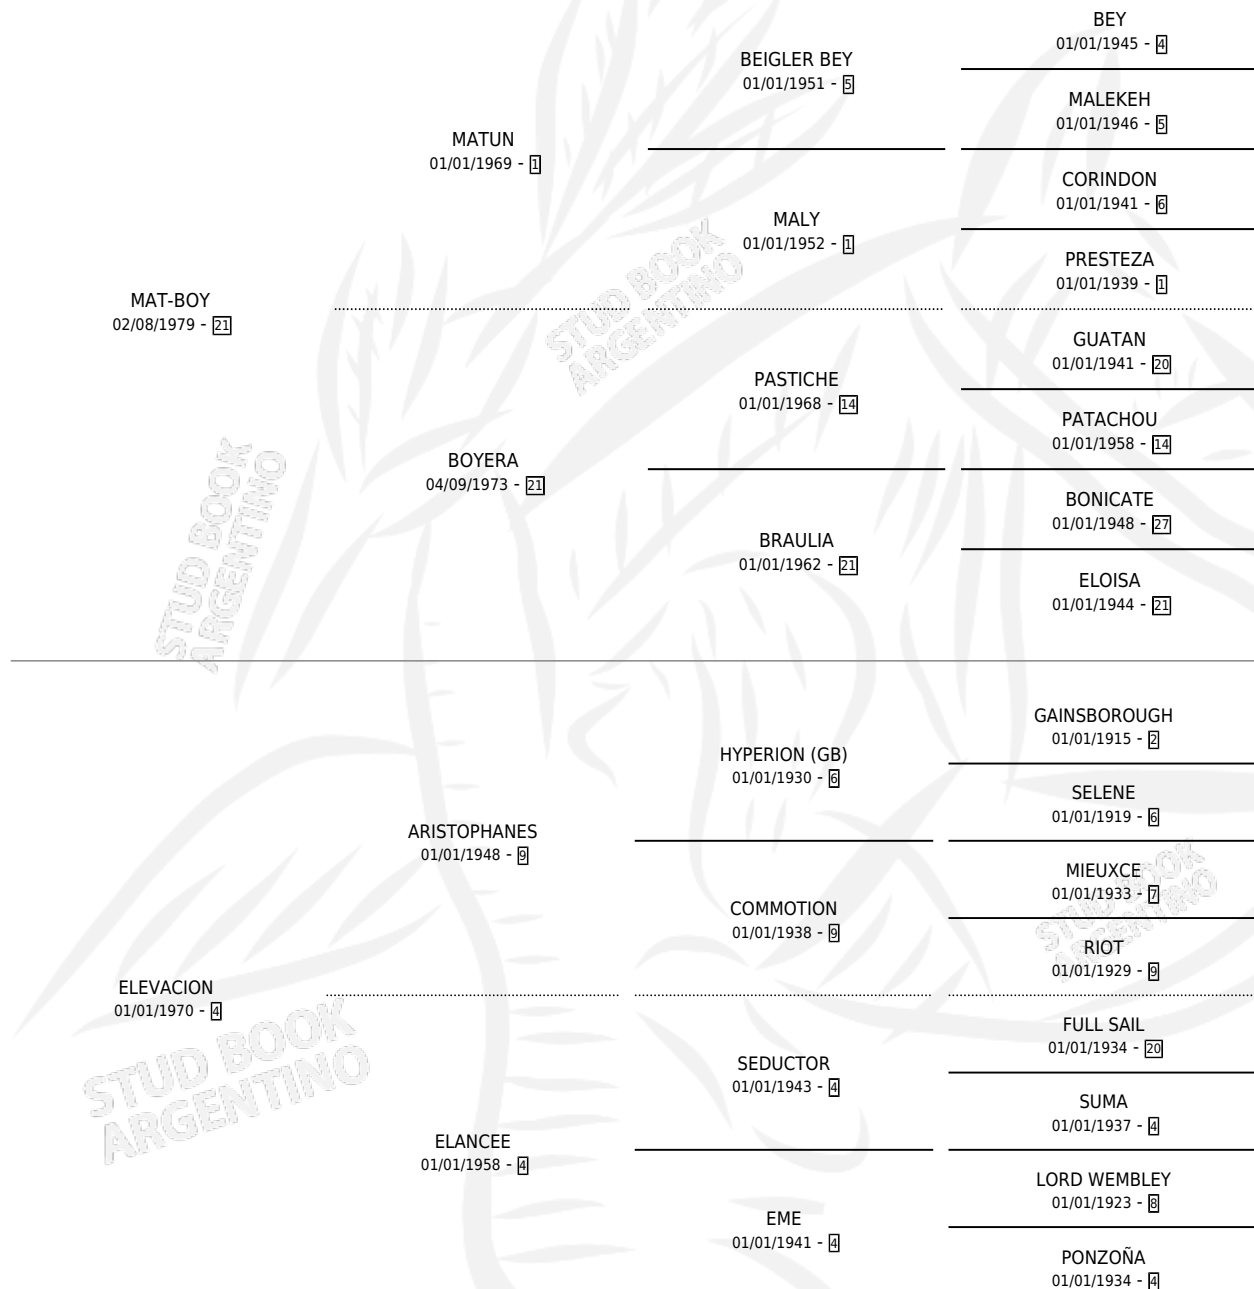 BEY
01/01/1945 - 4
BEIGLER BEY
01/01/1951 - 5
MALEKEH
01/01/1946 - 5
MATUN
01/01/1969 - 1
CORINDON
01/01/1941 - 6
MALY
01/01/1952 - 1
PRESTEZA
01/01/1939 - 1
MAT-BOY
02/08/1979 - 21
GUATAN
01/01/1941 - 20
PASTICHE
01/01/1968 - 14
PATACHOU
01/01/1958 - 14
BOYERA
04/09/1973 - 21
BONICATE
01/01/1948 - 27
BRAULIA
01/01/1962 - 21
ELOISA
01/01/1944 - 21
STUD BOOK
ARGENTINO
STUD BOOK
ARGENTINO
GAINSBOROUGH
01/01/1915 - 2
HYPERION (GB)
01/01/1930 - 6
SELENE
01/01/1919 - 6
ARISTOPHANES
01/01/1948 - 9
MIEUXCE
01/01/1933 - 7
COMMOTION
01/01/1938 - 9
RIOT
01/01/1929 - 9
ELEVACION
01/01/1970 - 4
FULL SAIL
01/01/1934 - 20
SEDUCTOR
01/01/1943 - 4
SUMA
01/01/1937 - 4
ELANCEE
01/01/1958 - 4
LORD WEMBLEY
01/01/1923 - 8
EME
01/01/1941 - 4
PONZOÑA
01/01/1934 - 4
STUD BOOK
ARGENTINO
STUD BOOK
ARGENTINO